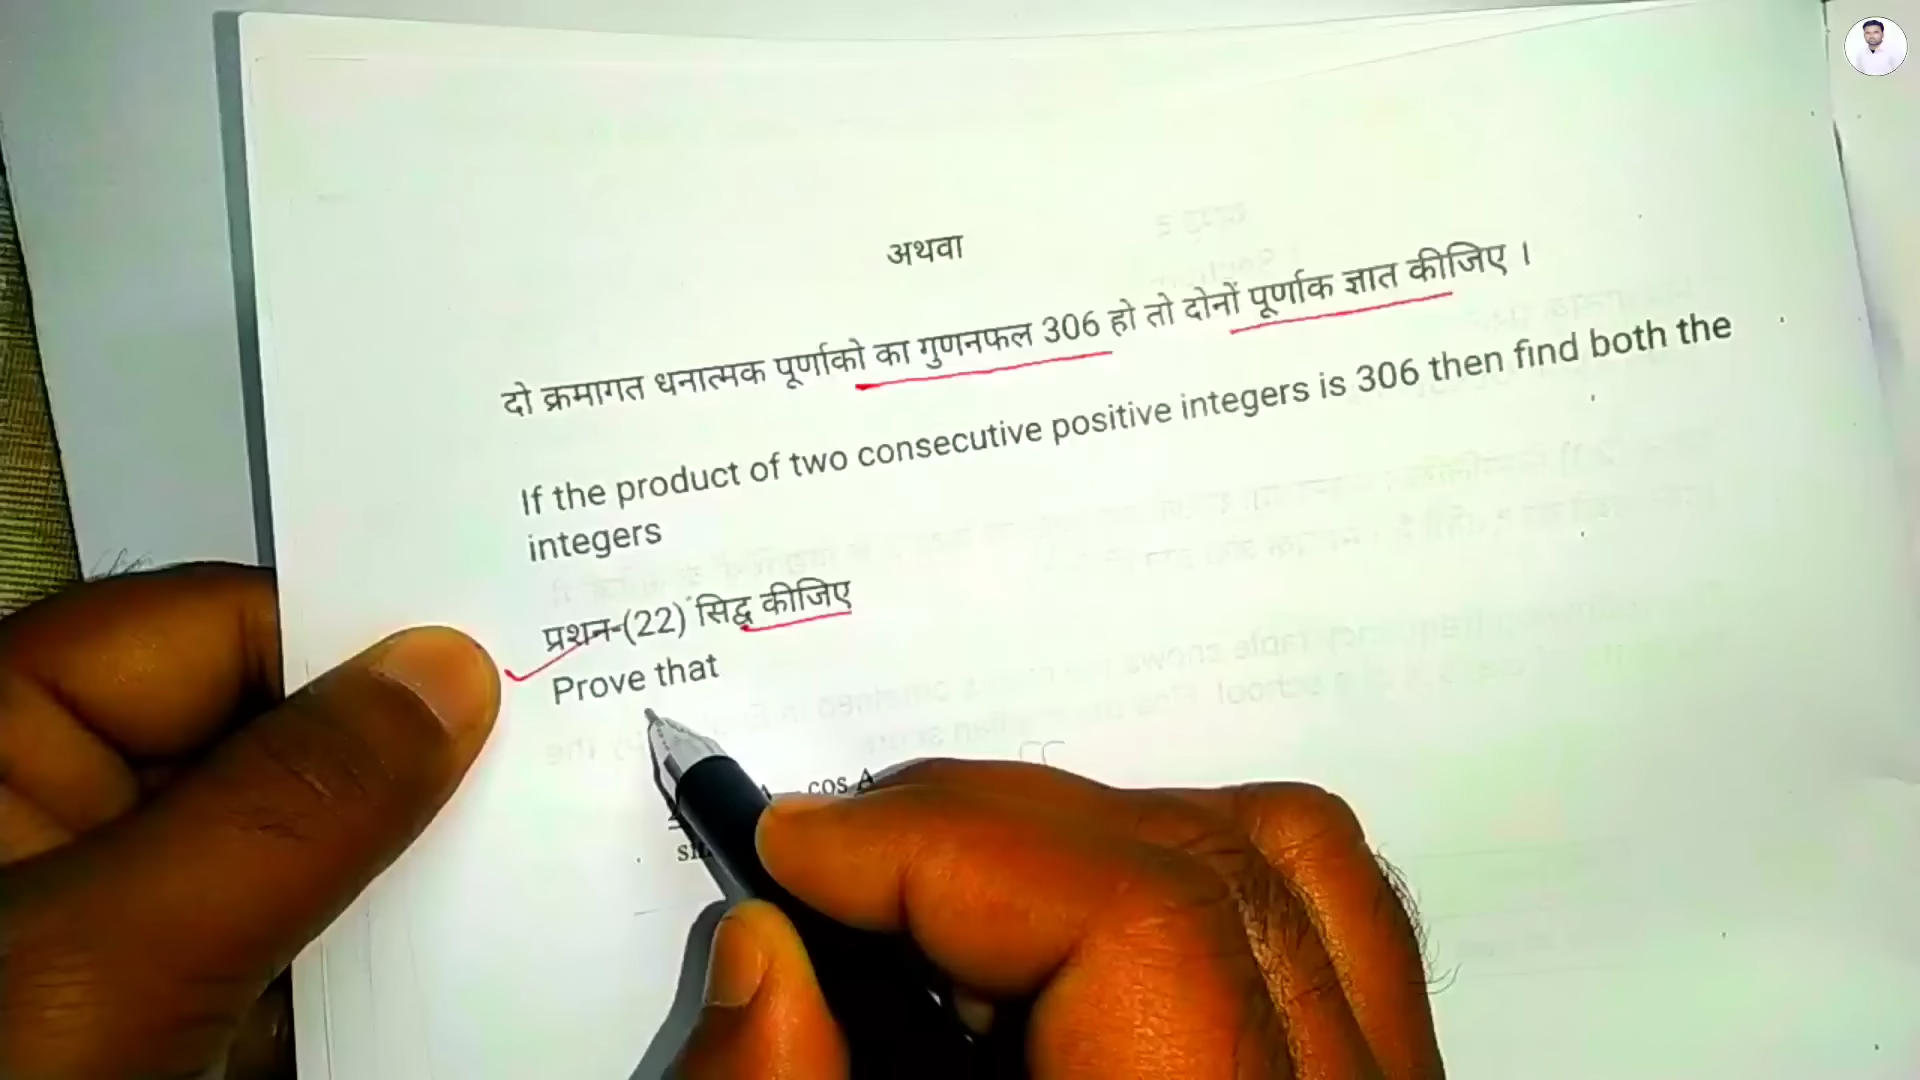 अथवा
दो क्रमागत धनात्मक पूर्णाको का गुणनफल 306 हो तो दोनों पूर्णाक ज्ञात कीजिए ।
If the product of two consecutive positive integers is 306 then find both the
integers
प्रशन-(22) सिद्ध कीजिए
Prove that
cos A